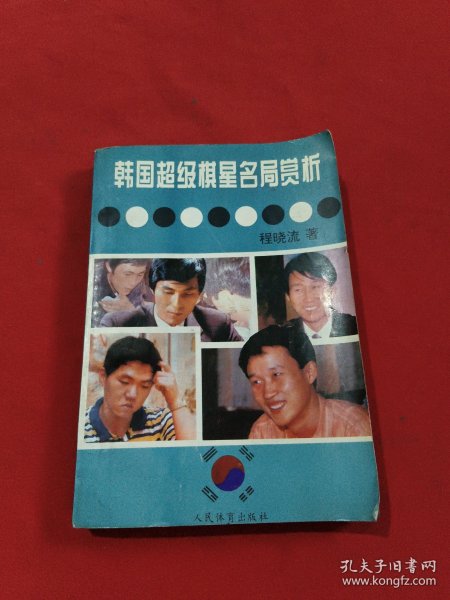 韩国超级棋星名局赏析
程晓流 著
人民体育出版社
孔夫子旧书网
www.kongfz.com